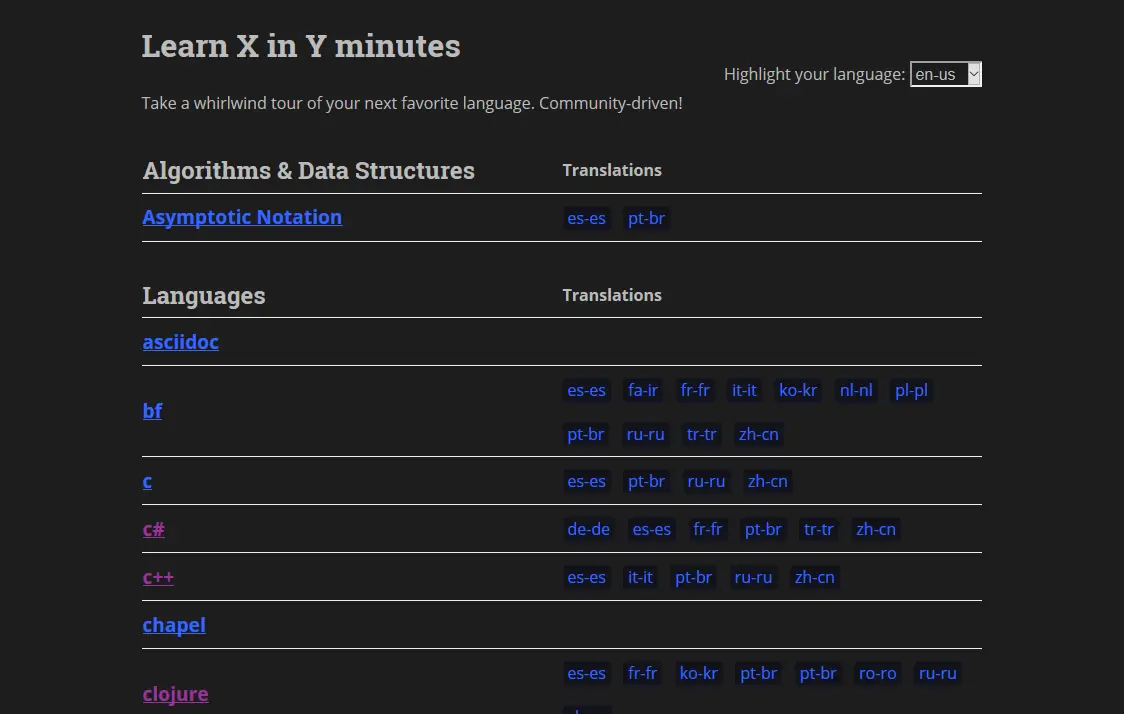 Learn X in Y minutes
Highlight your language: en-us
Take a whirlwind tour of your next favorite language. Community-driven!
Algorithms & Data Structures Translations
Asymptotic Notation es-es pt-br
Languages Translations
asciidoc
es-es fa-ir fr-fr it-it ko-kr nl-nl pl-pl
bf
pt-br ru-ru tr-tr zh-cn
c es-es pt-br ru-ru zh-cn
c# de-de es-es fr-fr pt-br tr-tr zh-cn
c++ es-es it-it pt-br ru-ru zh-cn
chapel
es-es fr-fr ko-kr pt-br pt-br ro-ro ru-ru
clojure